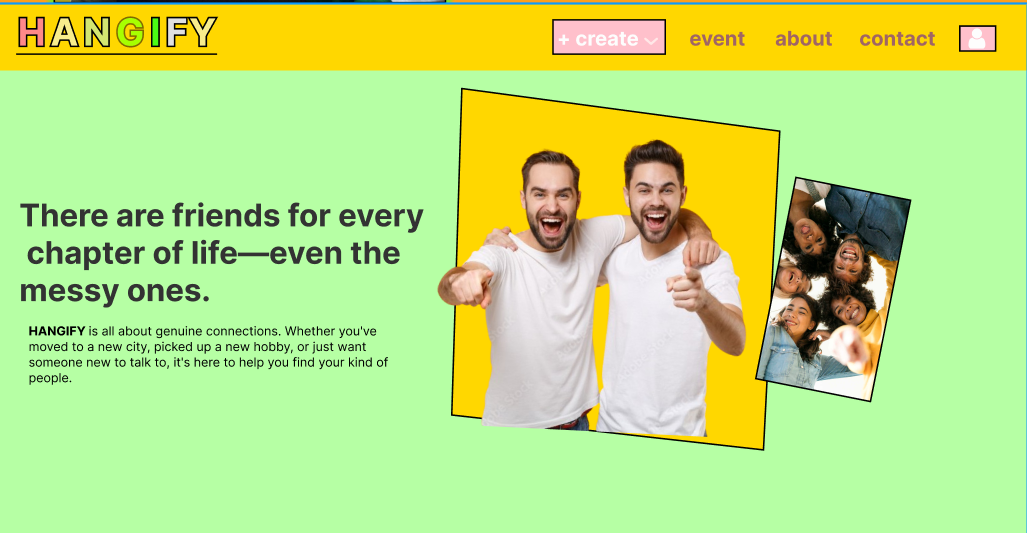 HANGIFY
+ create
event
about
contact
There are friends for every
chapter of life—even the
messy ones.
HANGIFY is all about genuine connections. Whether you've
moved to a new city, picked up a new hobby, or just want
someone new to talk to, it's here to help you find your kind of
people.